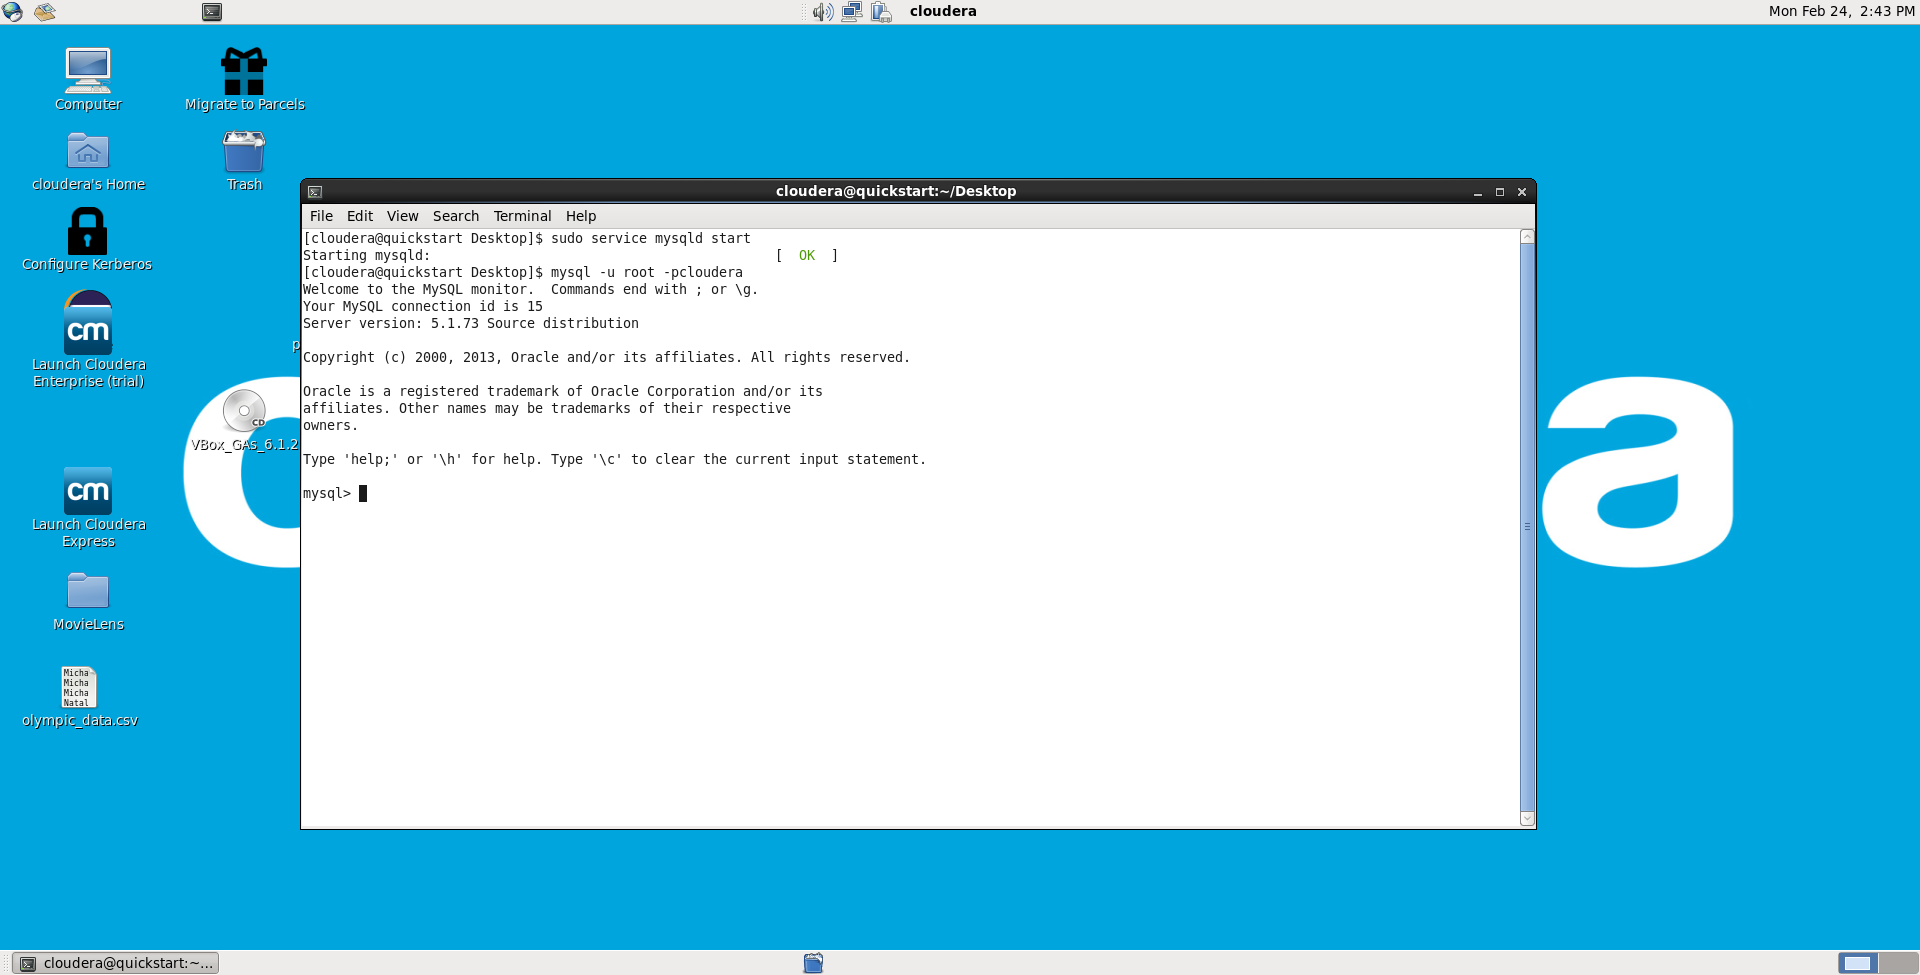 cloudera
Mon Feb 24, 2:43 PM
Computer
Migrate to Parcels
cloudera's Home
Trash
Configure Kerberos
cm
Launch Cloudera
Enterprise (trial)
CD
VBox_GAs_6.1.2
cm
Launch Cloudera
Express
MovieLens
Micha
Micha
Micha
Natal
olympic_data.csv
cloudera@quickstart:~/Desktop
File Edit View Search Terminal Help
[cloudera@quickstart Desktop]$ sudo service mysqld start
Starting mysqld: [ OK ]
[cloudera@quickstart Desktop]$ mysql -u root -pcloudera
Welcome to the MySQL monitor. Commands end with ; or \g.
Your MySQL connection id is 15
Server version: 5.1.73 Source distribution
Copyright (c) 2000, 2013, Oracle and/or its affiliates. All rights reserved.
Oracle is a registered trademark of Oracle Corporation and/or its
affiliates. Other names may be trademarks of their respective
owners.
Type 'help;' or '\h' for help. Type '\c' to clear the current input statement.
mysql>
a
cloudera@quickstart:~...